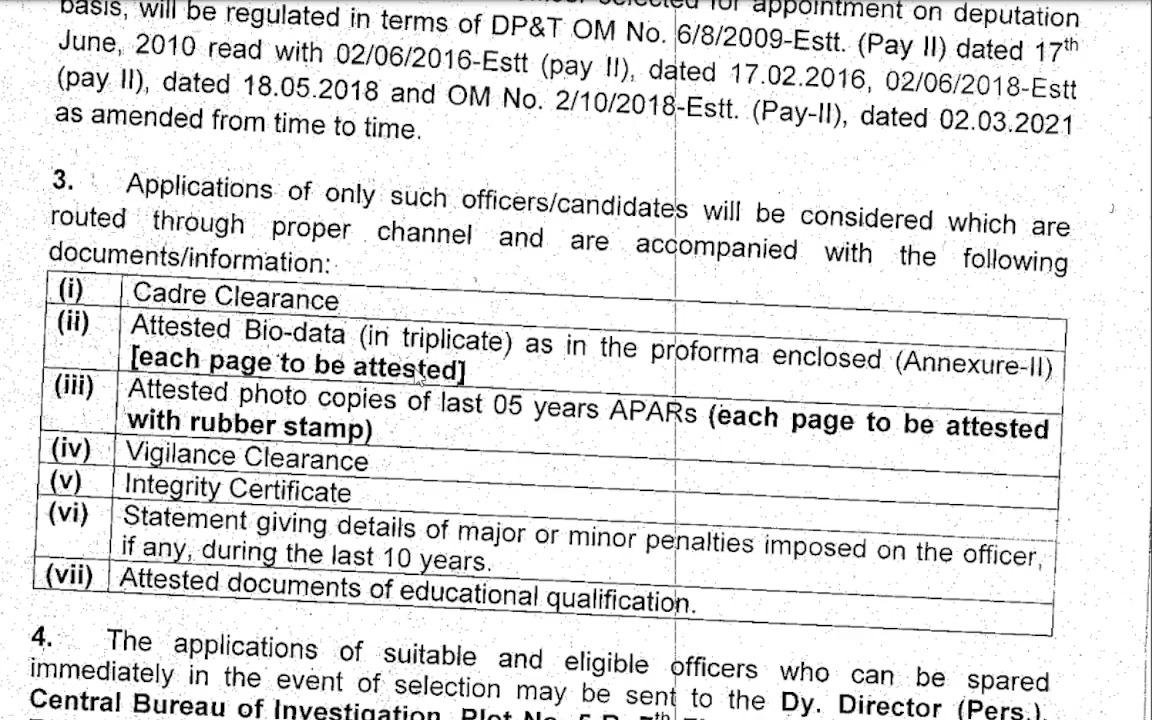 basis, will be regulated in terms of DP&T OM No. 6/8/2009-Estt. (Pay II) dated 17th
June, 2010 read with 02/06/2016-Estt (pay II), dated 17.02.2016, 02/06/2018-Estt
(pay II), dated 18.05.2018 and OM No. 2/10/2018-Estt. (Pay-II), dated 02.03.2021
as amended from time to time.
3. Applications of only such officers/candidates will be considered which are
routed through proper channel and are accompanied with the following
documents/information:
(i) Cadre Clearance
(ii) Attested Bio-data (in triplicate) as in the proforma enclosed (Annexure-II)
[each page to be attested]
(iii) Attested photo copies of last 05 years APARs (each page to be attested
with rubber stamp)
(iv) Vigilance Clearance
(v) Integrity Certificate
(vi) Statement giving details of major or minor penalties imposed on the officer,
if any, during the last 10 years.
(vii) Attested documents of educational qualification.
4. The applications of suitable and eligible officers who can be spared
immediately in the event of selection may be sent to the Dy. Director (Pers.)
Central Bureau of Investigation, Plot No.